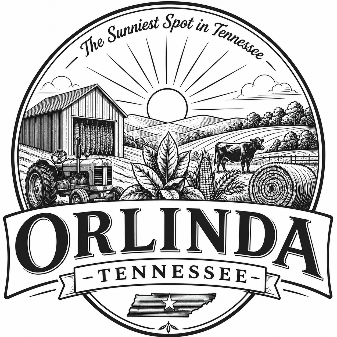 The Sunniest Spot in Tennessee
ORLINDA
-TENNESSEE-